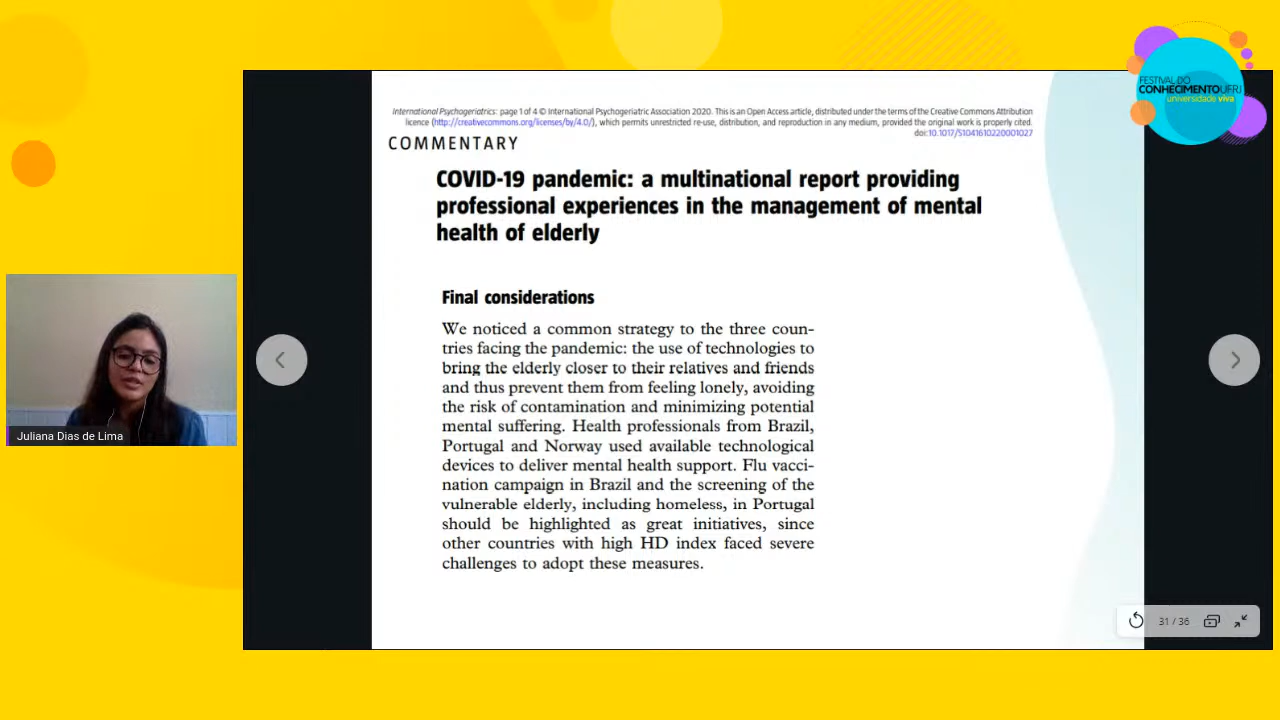 FESTIVAL DO
CONHECIMENTO UFRJ
universidade viva
International Psychogeriatrics: page 1 of 4 © International Psychogeriatric Association 2020. This is an Open Access article, distributed under the terms of the Creative Commons Attribution
licence (http://creativecommons.org/licenses/by/4.0/), which permits unrestricted re-use, distribution, and reproduction in any medium, provided the original work is properly cited.
doi:10.1017/S1041610220001027
COMMENTARY
COVID-19 pandemic: a multinational report providing
professional experiences in the management of mental
health of elderly
Final considerations
We noticed a common strategy to the three coun-
tries facing the pandemic: the use of technologies to
bring the elderly closer to their relatives and friends
and thus prevent them from feeling lonely, avoiding
the risk of contamination and minimizing potential
mental suffering. Health professionals from Brazil,
Portugal and Norway used available technological
devices to deliver mental health support. Flu vacci-
nation campaign in Brazil and the screening of the
vulnerable elderly, including homeless, in Portugal
should be highlighted as great initiatives, since
other countries with high HD index faced severe
challenges to adopt these measures.
Juliana Dias de Lima
31 / 36